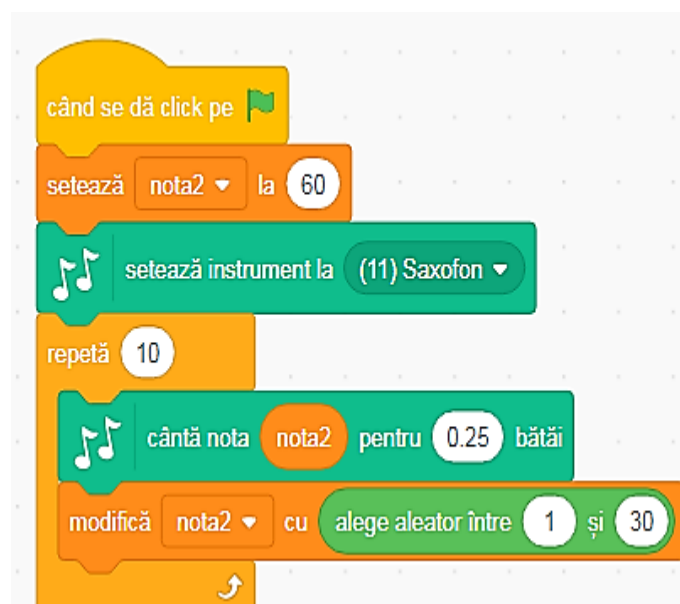 când se dă click pe
setează nota2 la 60
setează instrument la (11) Saxofon
repetă 10
cântă nota nota2 pentru 0.25 bătăi
modifică nota2 cu alege aleator între 1 și 30